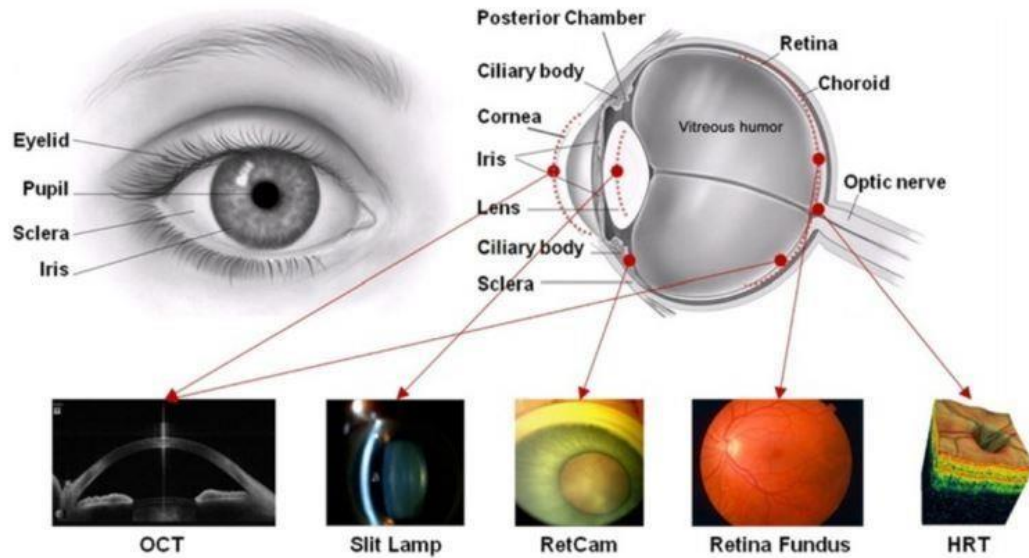 Eyelid
Pupil
Sclera
Iris
Posterior Chamber
Ciliary body
Cornea
Iris
Lens
Ciliary body
Sclera
Vitreous humor
Retina
Choroid
Optic nerve
OCT
Slit Lamp
RetCam
Retina Fundus
HRT